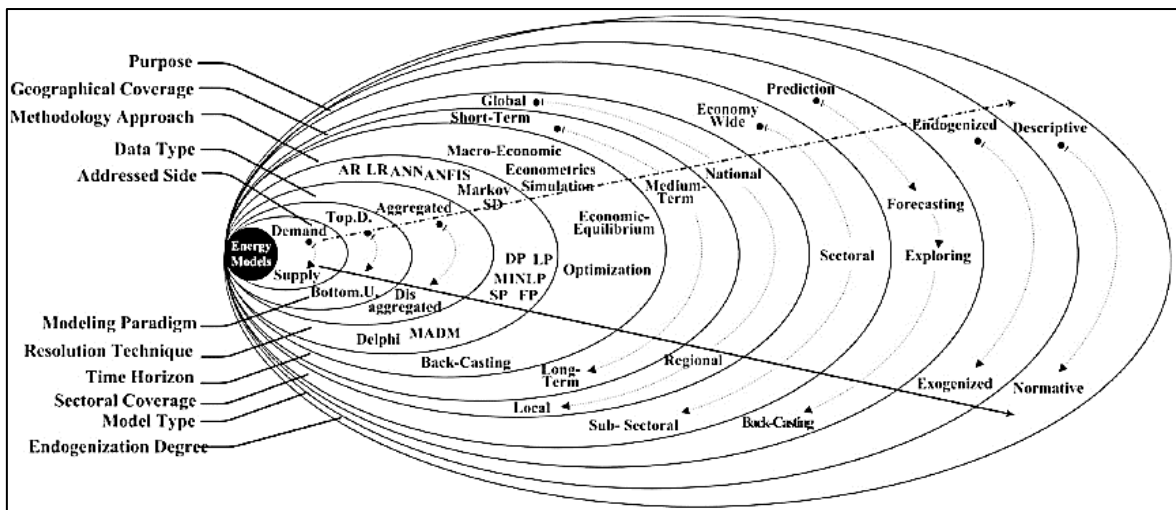 Purpose
Geographical Coverage
Methodology Approach
Data Type
Addressed Side
Energy
Models
Modeling Paradigm
Resolution Technique
Time Horizon
Sectoral Coverage
Model Type
Endogenization Degree
Demand
Supply
Top.D.
Bottom.U.
Aggregated
Dis
aggregated
AR LR ANN ANFIS
Markov
SD
DP LP
MINLP
SP FP
MADM
Delphi
Macro-Economic
Econometrics
Simulation
Economic-
Equilibrium
Optimization
Back-Casting
Short-Term
Medium-
Term
Long-
Term
Global
National
Regional
Local
Economy
Wide
Sectoral
Sub- Sectoral
Prediction
Forecasting
Exploring
Back-Casting
Endogenized
Exogenized
Descriptive
Normative